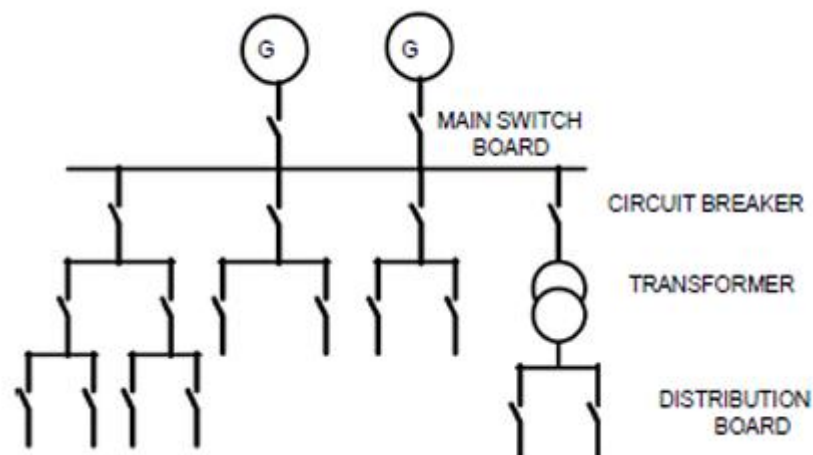 G
G
MAIN SWITCH
BOARD
CIRCUIT BREAKER
TRANSFORMER
DISTRIBUTION
BOARD